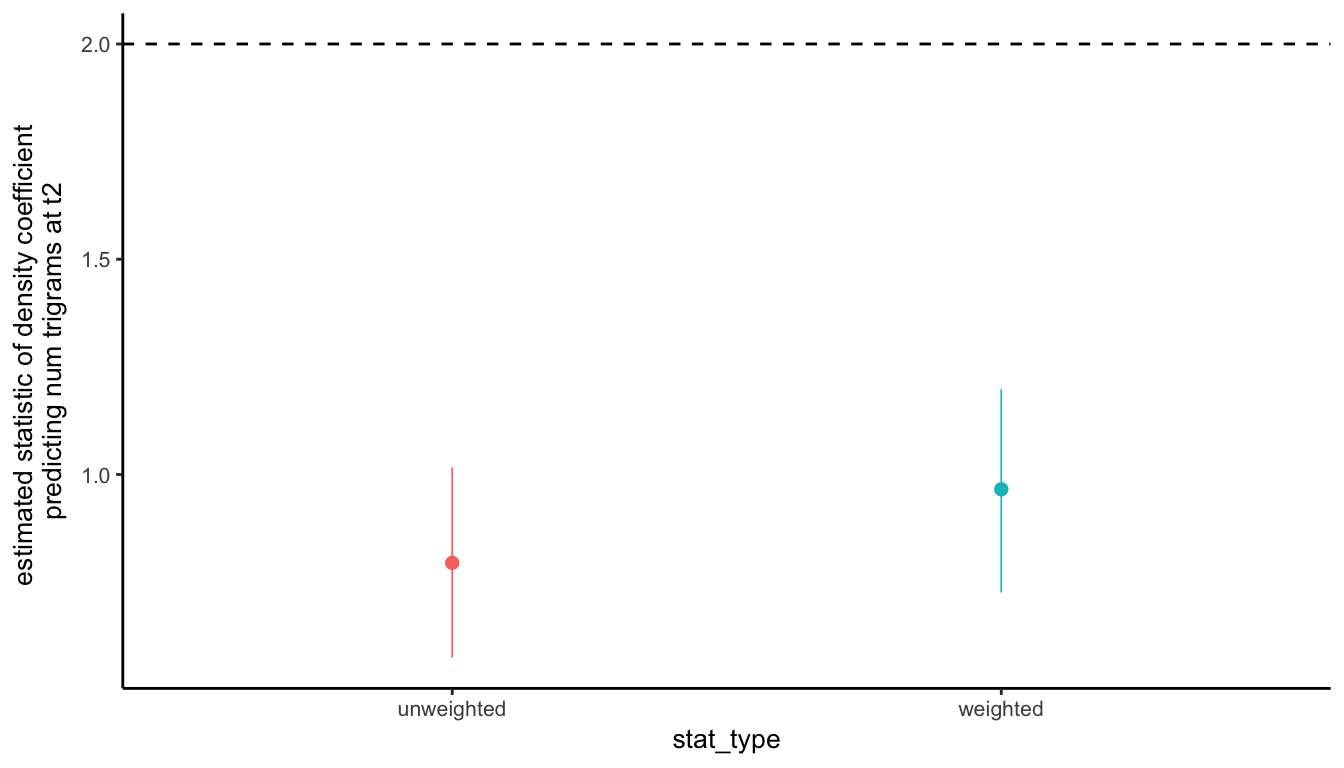 estimated statistic of density coefficient
predicting num trigrams at t2
2.0
1.5
1.0
unweighted
weighted
stat_type